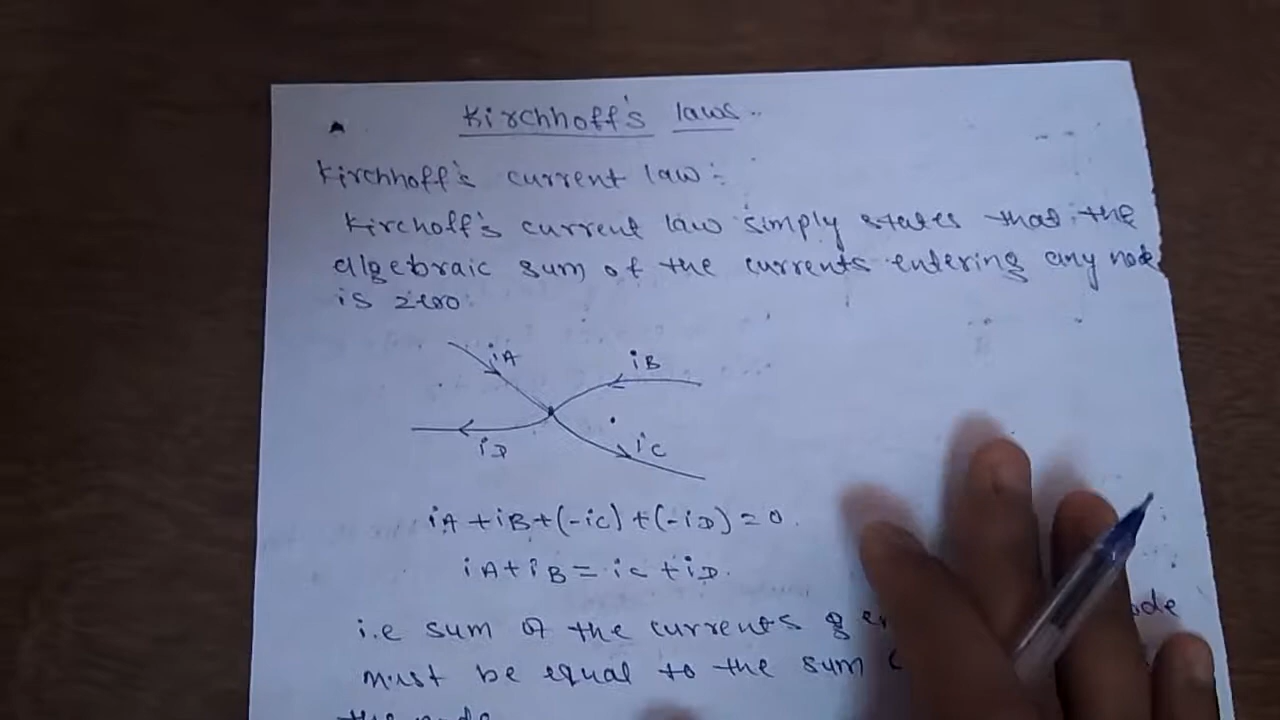 Kirchhoff's laws..
Kirchhoff's current law:
Kirchoff's current law simply states that the
algebraic sum of the currents entering any node
is zero.
iA
iB
iD
iC
iA + iB + (-iC) + (-iD) = 0.
iA + iB = iC + iD.
i.e sum of the currents
must be equal to the sum
the node